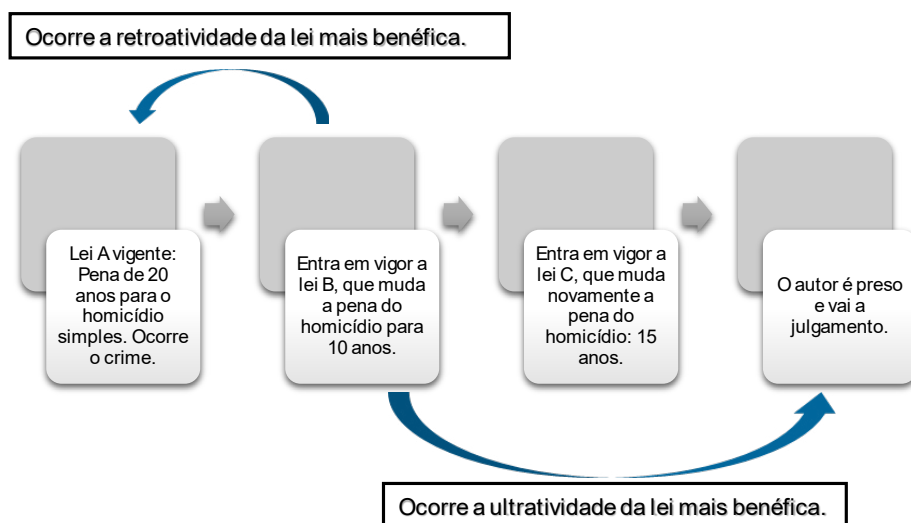 Ocorre a retroatividade da lei mais benéfica.
Lei A vigente:
Pena de 20
anos para o
homicídio
simples. Ocorre
o crime.
Entra em vigor a
lei B, que muda
a pena do
homicídio para
10 anos.
Entra em vigor a
lei C, que muda
novamente a
pena do
homicídio: 15
anos.
O autor é preso
e vai a
julgamento.
Ocorre a ultratividade da lei mais benéfica.